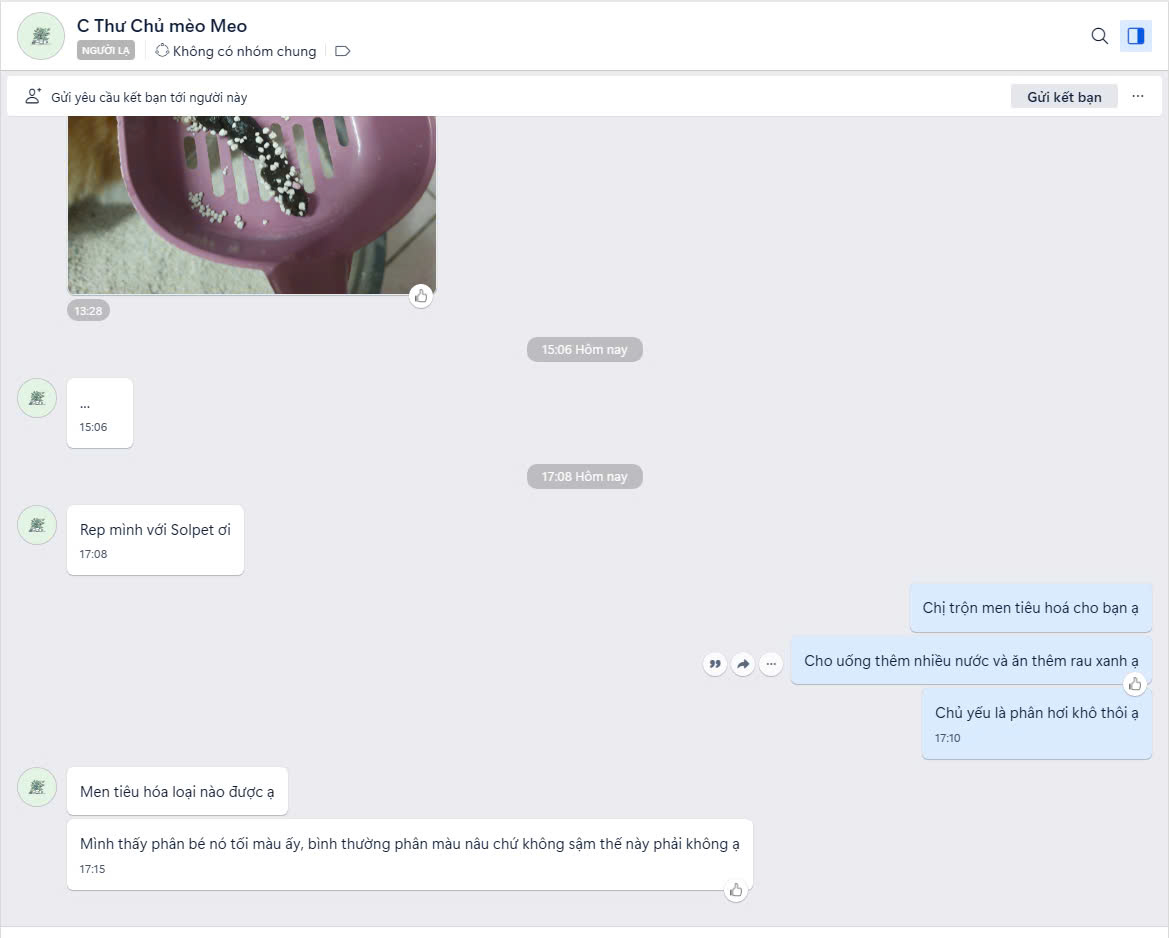 C Thư Chủ mèo Meo
NGƯỜI LẠ
Không có nhóm chung
Gửi yêu cầu kết bạn tới người này
Gửi kết bạn
13:28
15:06 Hôm nay
...
15:06
17:08 Hôm nay
Rep mình với Solpet ơi
17:08
Chị trộn men tiêu hoá cho bạn ạ
Cho uống thêm nhiều nước và ăn thêm rau xanh ạ
Chủ yếu là phân hơi khô thôi ạ
17:10
Men tiêu hóa loại nào được ạ
Mình thấy phân bé nó tối màu ấy, bình thường phân màu nâu chứ không sậm thế này phải không ạ
17:15